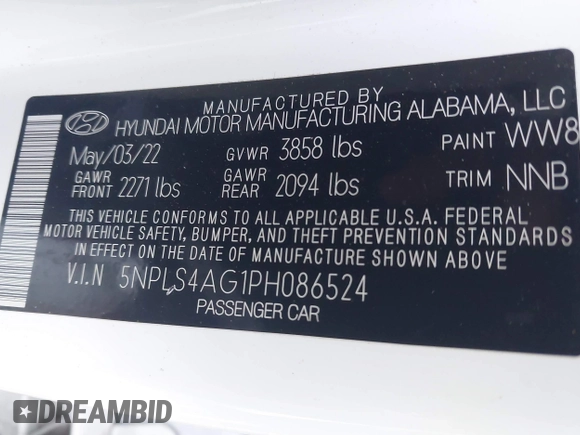 MANUFACTURED BY
HYUNDAI MOTOR MANUFACTURING ALABAMA, LLC
May/03/22 GVWR 3858 lbs PAINT WW8
GAWR FRONT 2271 lbs GAWR REAR 2094 lbs TRIM NNB
THIS VEHICLE CONFORMS TO ALL APPLICABLE U.S.A. FEDERAL
MOTOR VEHICLE SAFETY, BUMPER, AND THEFT PREVENTION STANDARDS
IN EFFECT ON THE DATE OF MANUFACTURE SHOWN ABOVE
V.I.N 5NPLS4AG1PH086524
PASSENGER CAR
DREAMBID